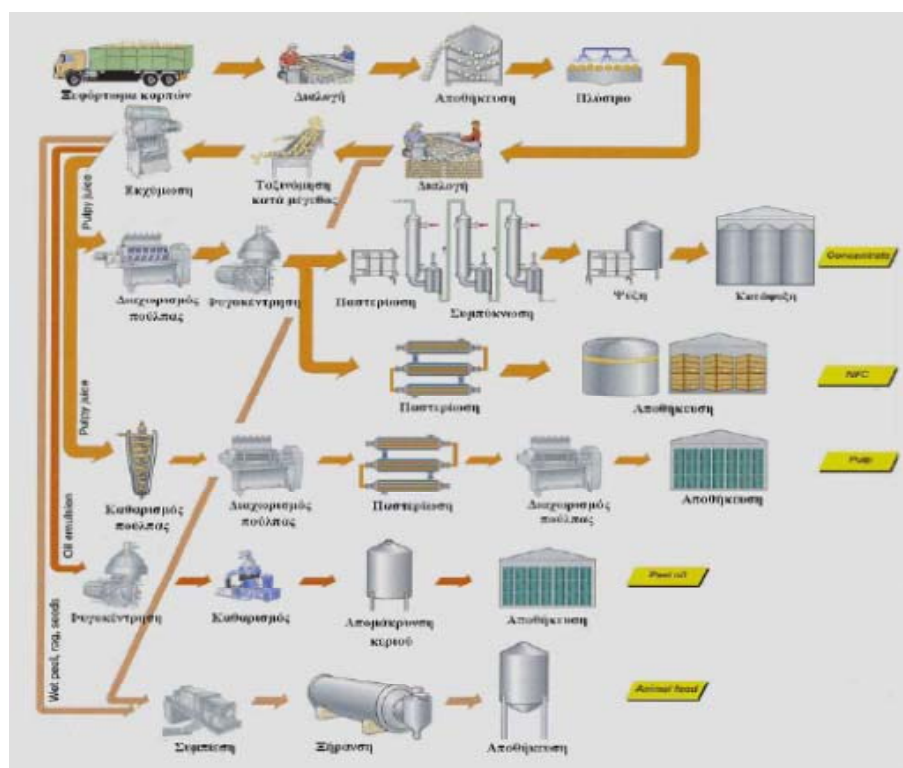 Ξεφόρτωμα καρπών
Διαλογή
Αποθήκευση
Πλύσιμο
Εκχύμωση
Ταξινόμηση
κατά μέγεθος
Διαλογή
Pulpy juice
Διαχωρισμός
πούλπας
Φυγοκέντρηση
Παστερίωση
Συμπύκνωση
Ψύξη
Κατάψυξη
Concentrate
Παστερίωση
Αποθήκευση
NFC
Pulpy juice
Καθαρισμός
πούλπας
Διαχωρισμός
πούλπας
Παστερίωση
Διαχωρισμός
πούλπας
Αποθήκευση
Pulp
Oil emulsion
Φυγοκέντρηση
Καθαρισμός
Απομάκρυνση
κεριού
Αποθήκευση
Peel oil
Wet peel, rag, seeds
Συμπίεση
Ξήρανση
Αποθήκευση
Animal feed